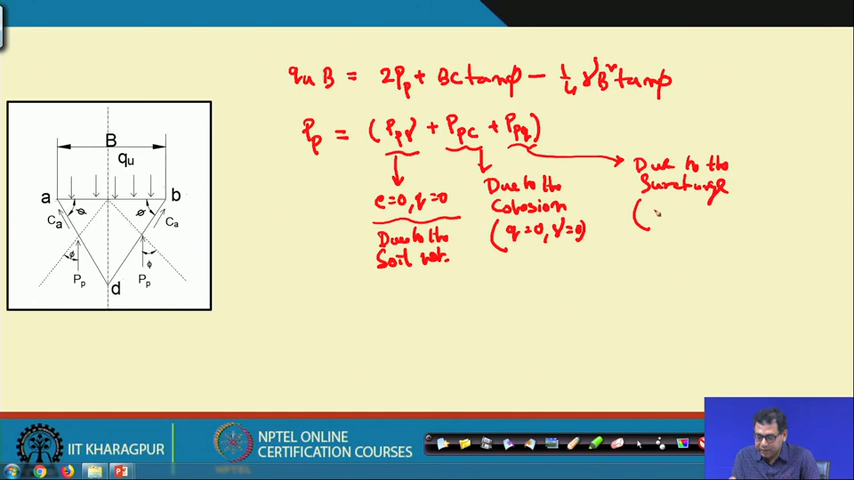 quB = 2Pp + BC tanφ - 1/4 γB² tanφ
Pp = (Ppγ + Ppc + Ppq)
c=0, q=0
Due to the
Soil wt.
Due to the
Cohesion
(q=0, γ=0)
Due to the
Surcharge
(
B
qu
a
b
Ca
φ
φ
Ca
φ
φ
Pp
Pp
d
IIT KHARAGPUR
NPTEL ONLINE
CERTIFICATION COURSES